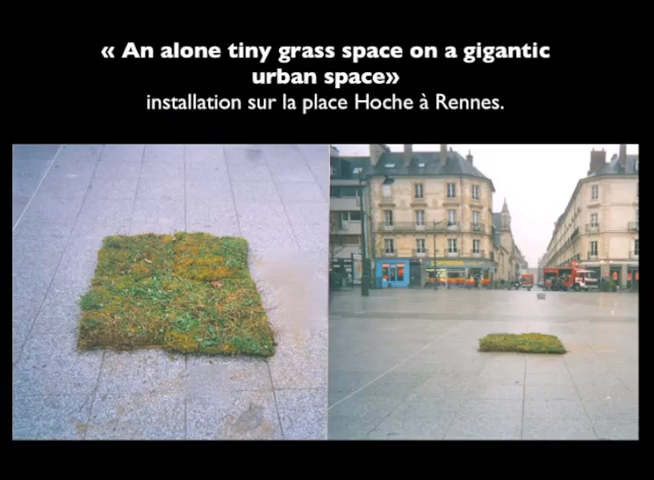 « An alone tiny grass space on a gigantic
urban space»
installation sur la place Hoche à Rennes.